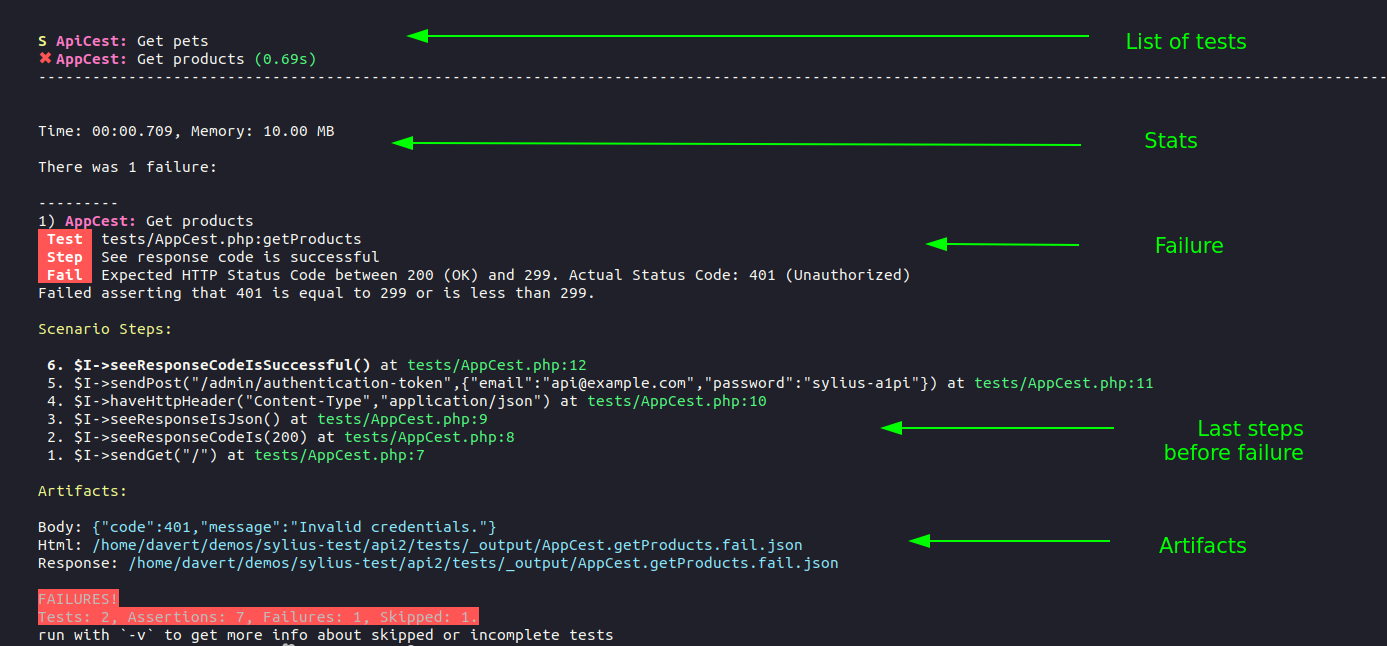 S ApiCest: Get pets
List of tests
✖ AppCest: Get products (0.69s)
------------------------------------------------------------------------------------------------------------------------------------------------------
Time: 00:00.709, Memory: 10.00 MB
Stats
There was 1 failure:
---------
1) AppCest: Get products
Test tests/AppCest.php:getProducts
Failure
Step See response code is successful
Fail Expected HTTP Status Code between 200 (OK) and 299. Actual Status Code: 401 (Unauthorized)
Failed asserting that 401 is equal to 299 or is less than 299.
Scenario Steps:
6. $I->seeResponseCodeIsSuccessful() at tests/AppCest.php:12
5. $I->sendPost("/admin/authentication-token",{"email":"api@example.com","password":"sylius-a1pi"}) at tests/AppCest.php:11
4. $I->haveHttpHeader("Content-Type","application/json") at tests/AppCest.php:10
3. $I->seeResponseIsJson() at tests/AppCest.php:9
2. $I->seeResponseCodeIs(200) at tests/AppCest.php:8
1. $I->sendGet("/") at tests/AppCest.php:7
Last steps
before failure
Artifacts:
Body: {"code":401,"message":"Invalid credentials."}
Html: /home/davert/demos/sylius-test/api2/tests/_output/AppCest.getProducts.fail.json
Artifacts
Response: /home/davert/demos/sylius-test/api2/tests/_output/AppCest.getProducts.fail.json
FAILURES!
Tests: 2, Assertions: 7, Failures: 1, Skipped: 1.
run with `-v` to get more info about skipped or incomplete tests